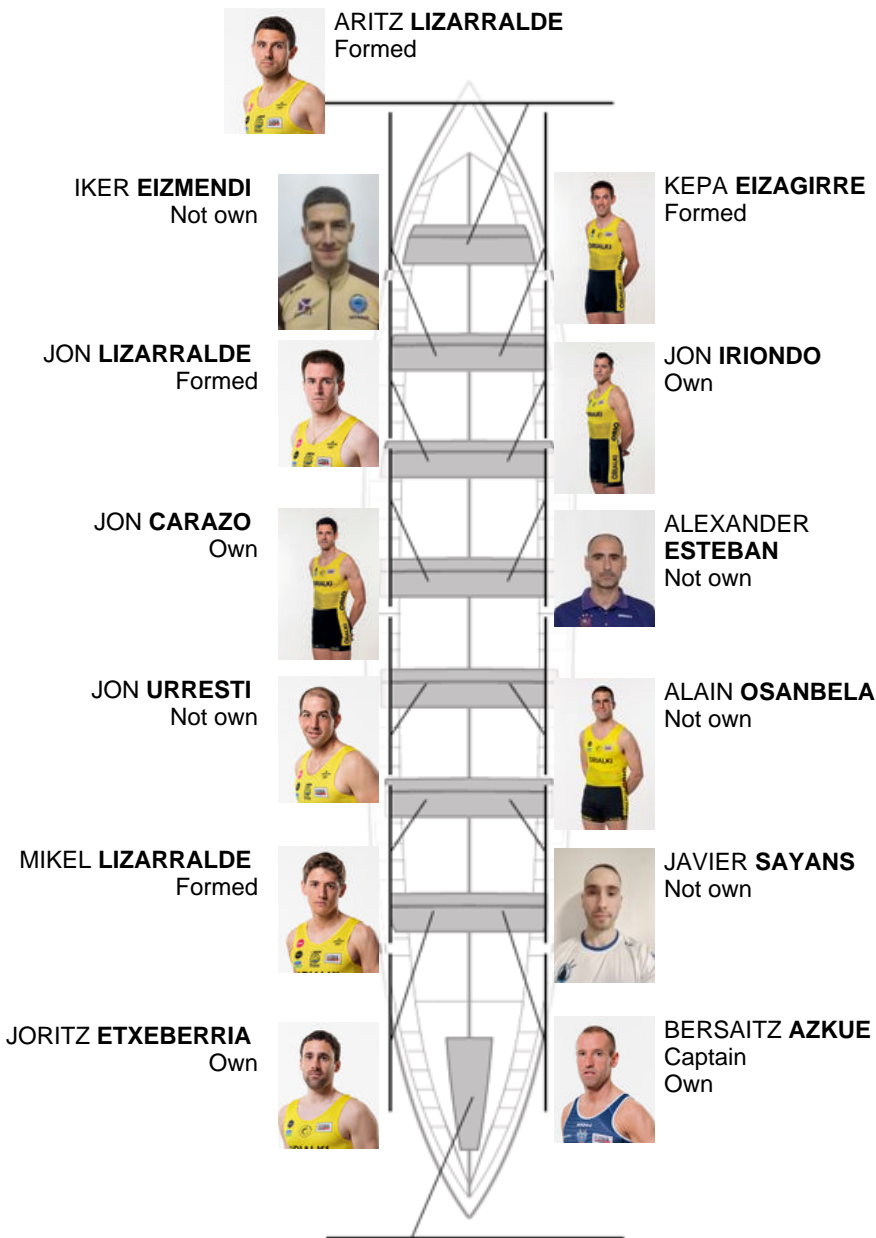 ARITZ LIZARRALDE
Formed
IKER EIZMENDI
Not own
KEPA EIZAGIRRE
Formed
JON LIZARRALDE
Formed
JON IRIONDO
Own
JON CARAZO
Own
ALEXANDER
ESTEBAN
Not own
JON URRESTI
Not own
ALAIN OSANBELA
Not own
MIKEL LIZARRALDE
Formed
JAVIER SAYANS
Not own
JORITZ ETXEBERRIA
Own
BERSAITZ AZKUE
Captain
Own